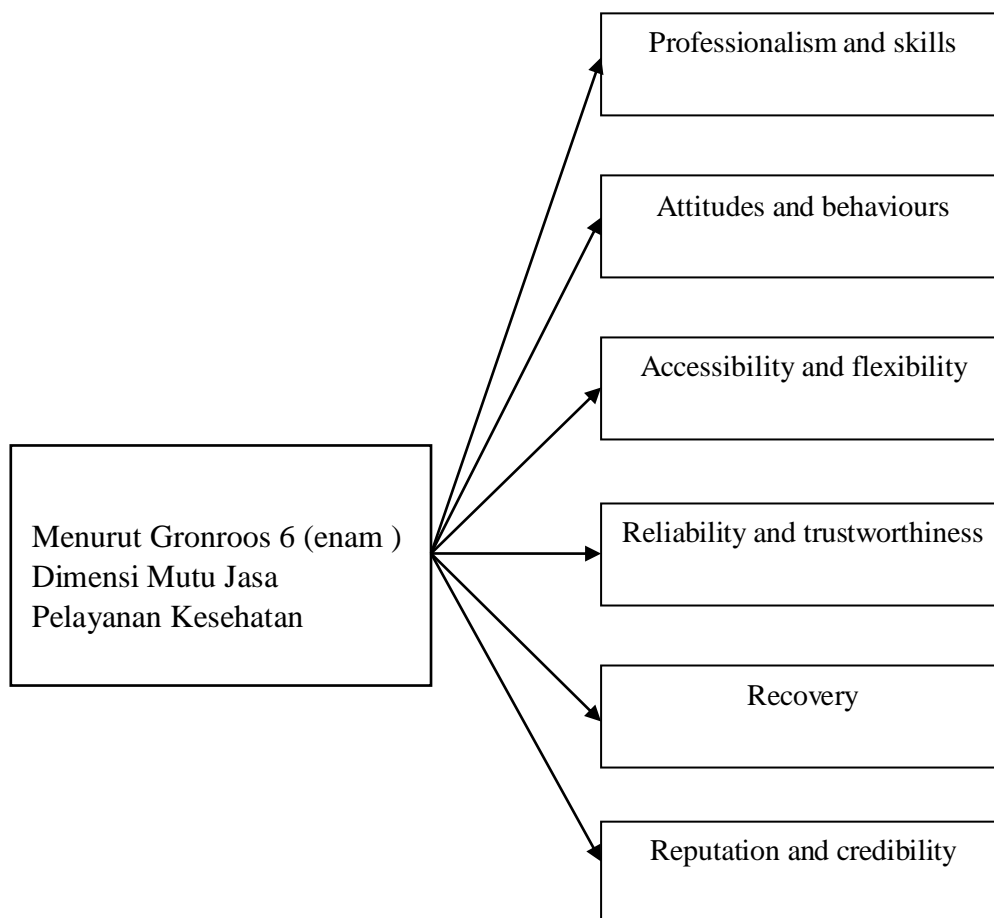 Professionalism and skills
Attitudes and behaviours
Accessibility and flexibility
Menurut Gronroos 6 (enam )
Dimensi Mutu Jasa
Pelayanan Kesehatan
Reliability and trustworthiness
Recovery
Reputation and credibility